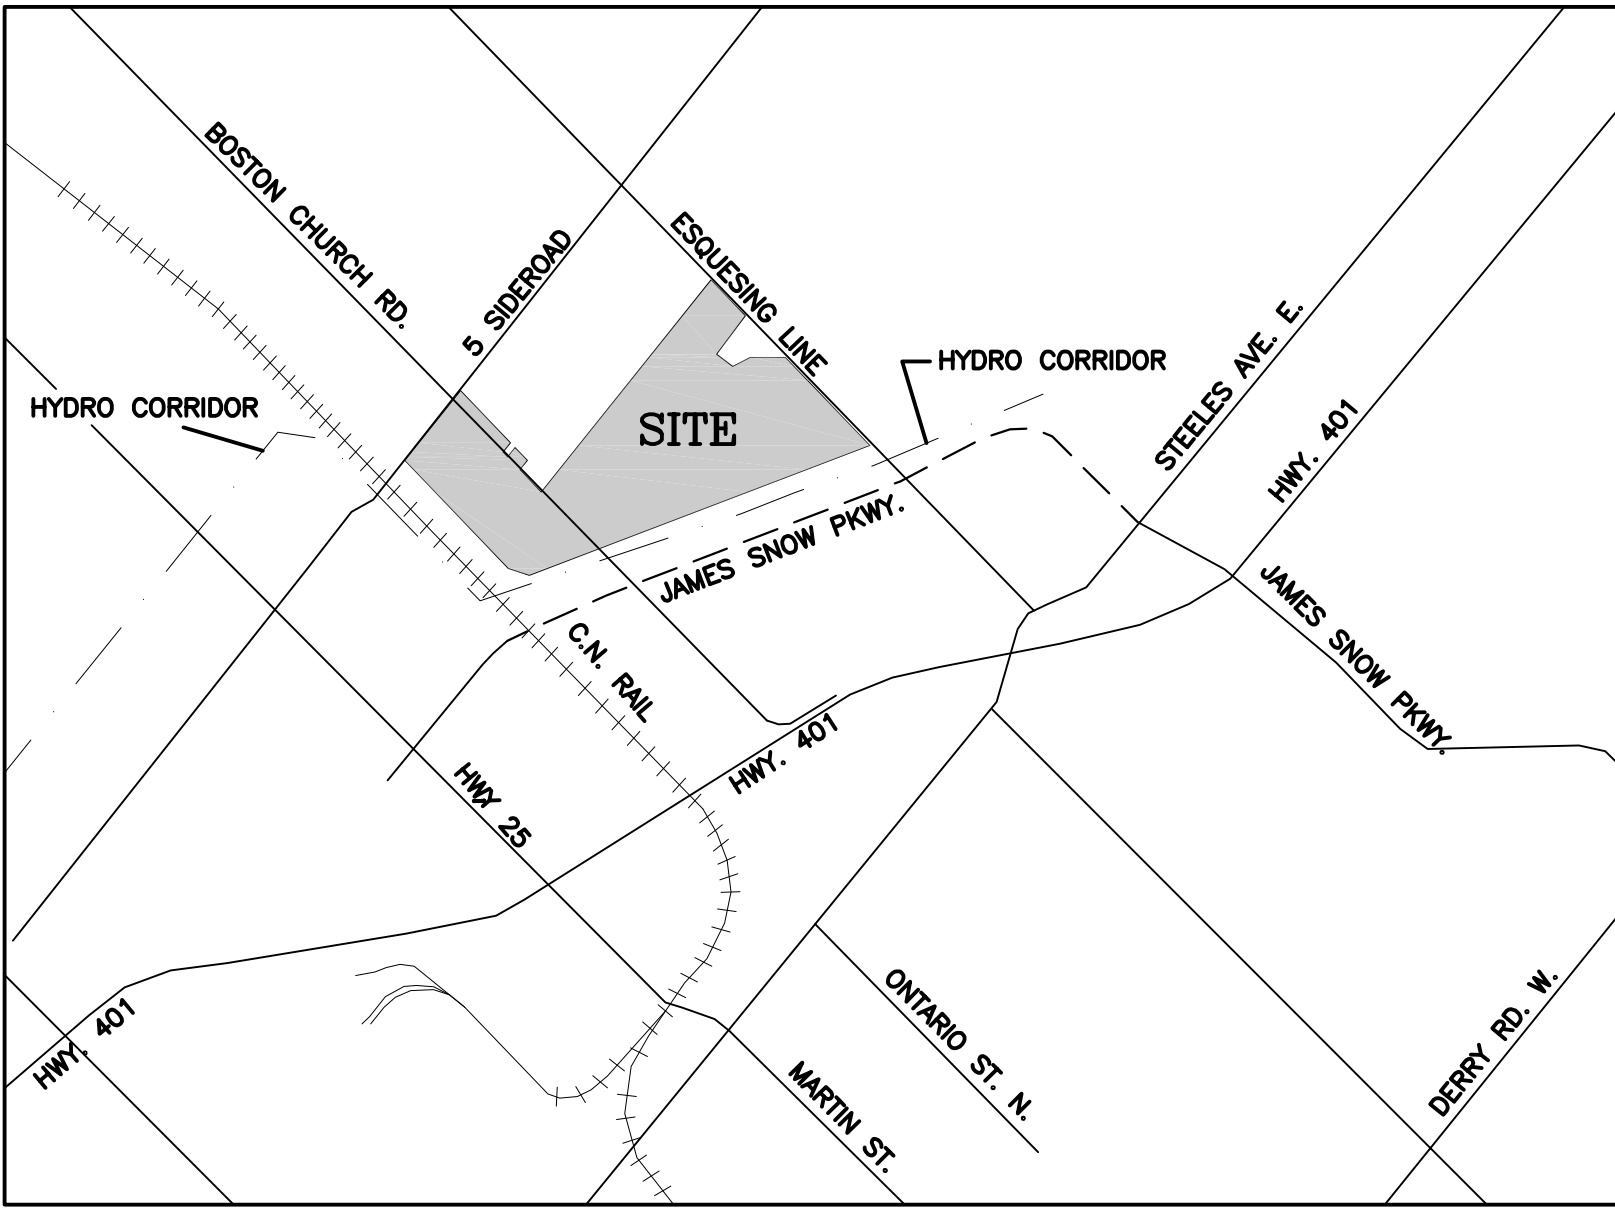 BOSTON CHURCH RD.
5 SIDEROAD
ESQUESING LINE
HYDRO CORRIDOR
STEELES AVE. E.
HYDRO CORRIDOR
SITE
HWY. 401
JAMES SNOW PKWY.
JAMES SNOW PKWY.
C.N. RAIL
HWY. 401
HWY 25
HWY. 401
ONTARIO ST. N.
DERRY RD. W.
MARTIN ST.